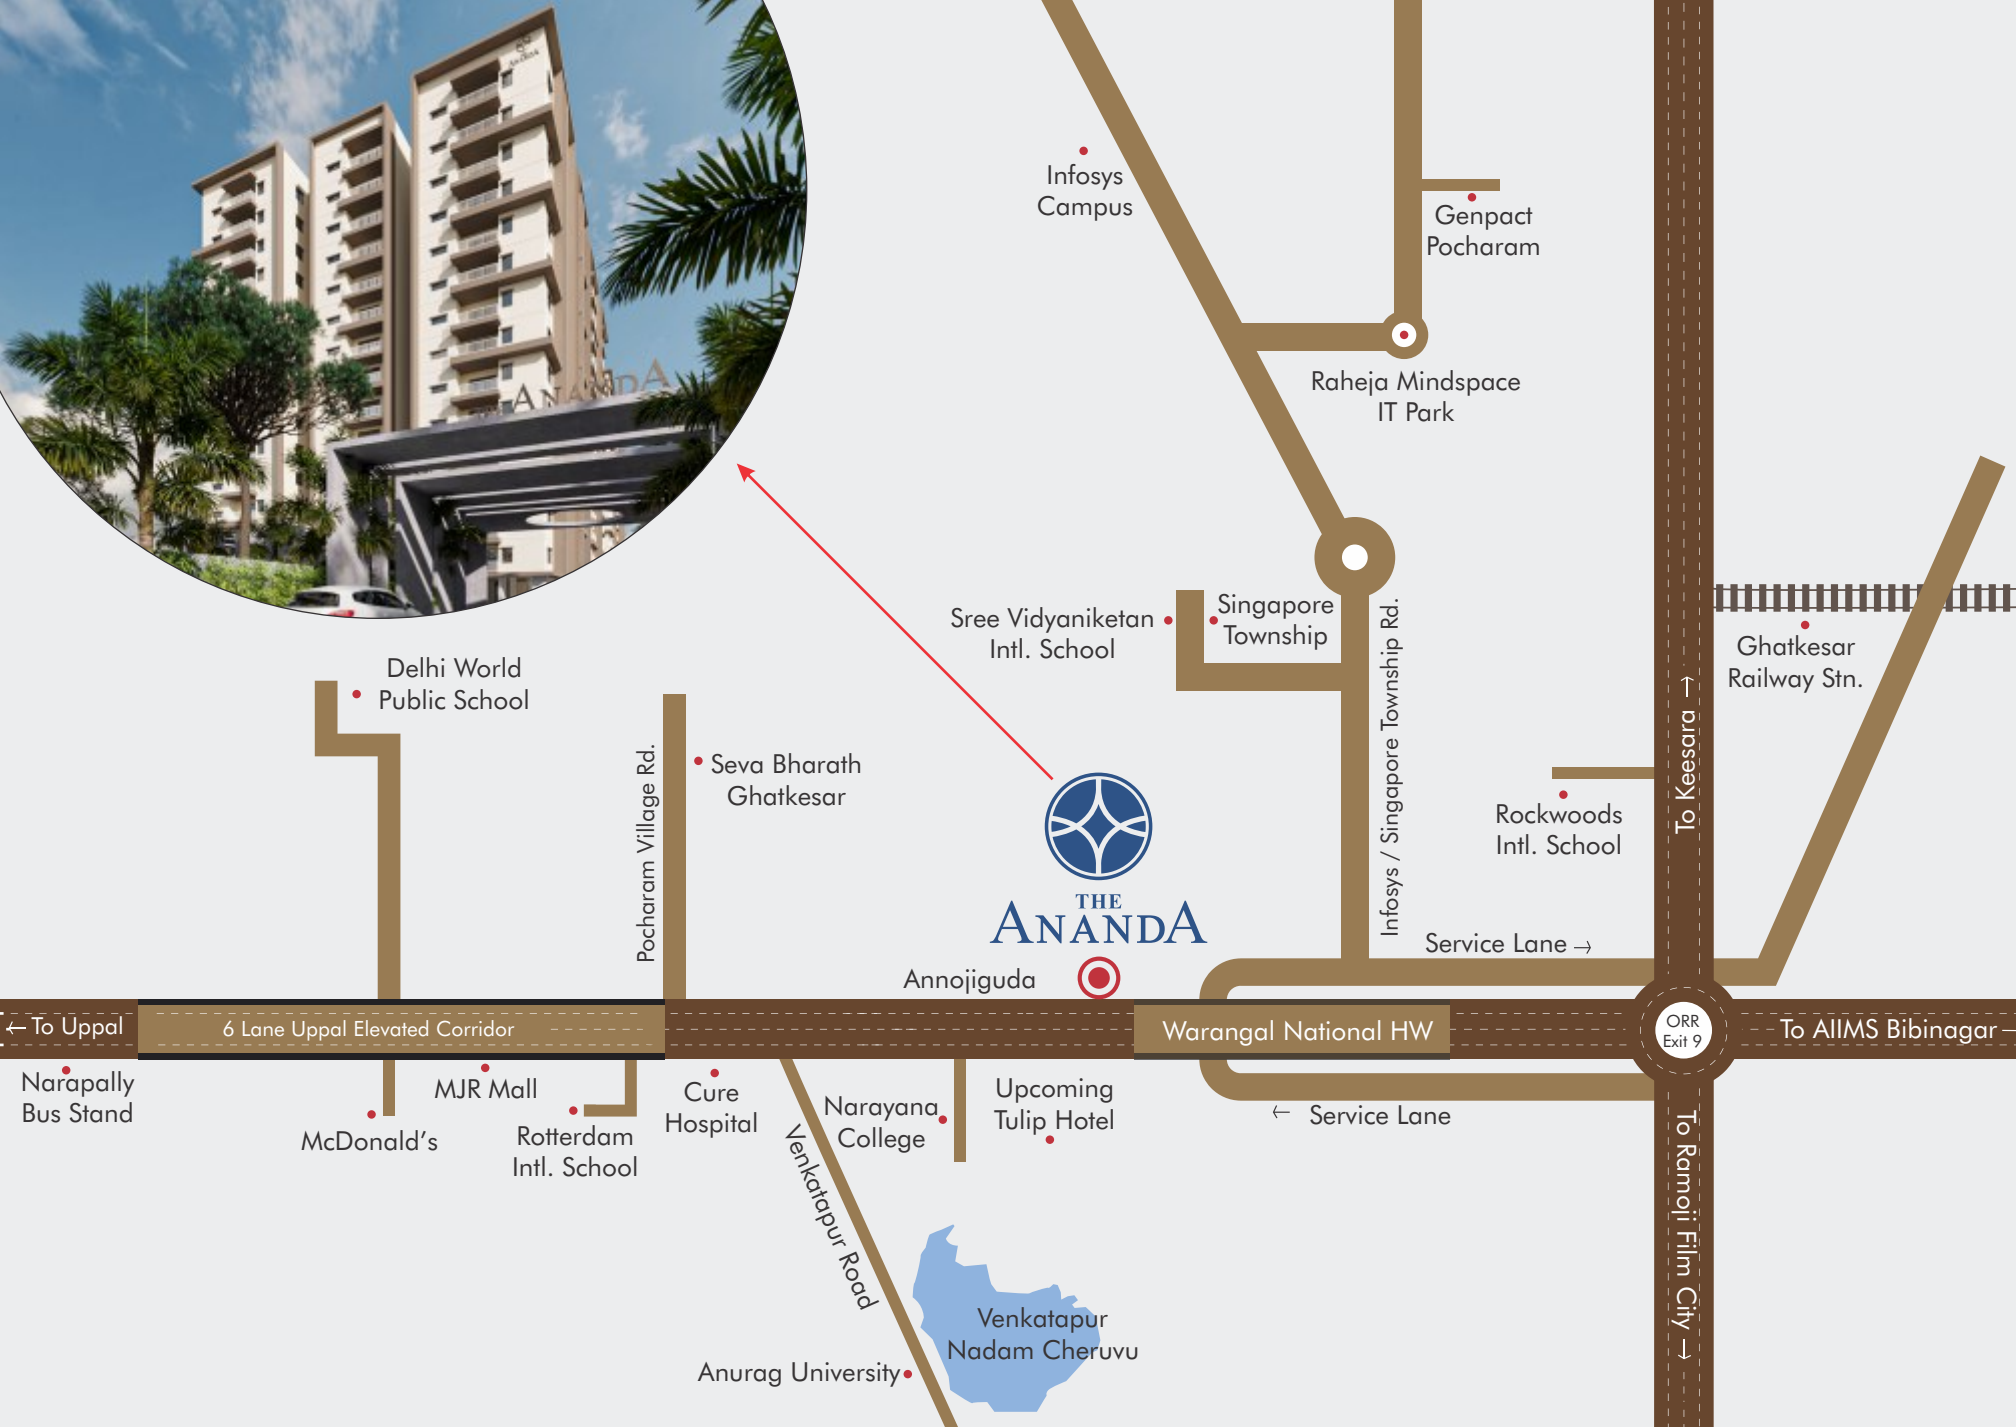 ANANDA
ANANDA
Infosys
Campus
Genpact
Pocharam
Raheja Mindspace
IT Park
Sree Vidyaniketan
Intl. School
Singapore
Township
Infosys / Singapore Township Rd.
Ghatkesar
Railway Stn.
To Keesara →
Delhi World
Public School
Pocharam Village Rd.
Seva Bharath
Ghatkesar
Rockwoods
Intl. School
THE
ANANDA
Annojiguda
Service Lane →
← To Uppal
6 Lane Uppal Elevated Corridor
Warangal National HW
ORR
Exit 9
To AIIMS Bibinagar
Narapally
Bus Stand
McDonald’s
MJR Mall
Rotterdam
Intl. School
Cure
Hospital
Venkatapur Road
Narayana
College
Upcoming
Tulip Hotel
← Service Lane
To Ramoji Film City →
Venkatapur
Nadam Cheruvu
Anurag University